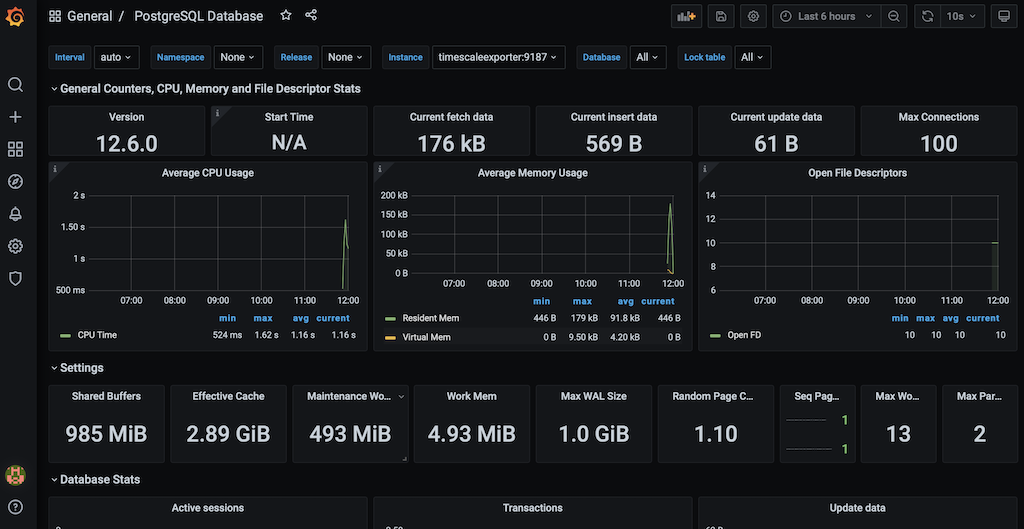 General / PostgreSQL Database
Last 6 hours
10s
Interval auto Namespace None Release None Instance timescaleexporter:9187 Database All Lock table All
General Counters, CPU, Memory and File Descriptor Stats
Version
12.6.0
Start Time
N/A
Current fetch data
176 kB
Current insert data
569 B
Current update data
61 B
Max Connections
100
Average CPU Usage
2 s
1.50 s
1 s
500 ms
07:00 08:00 09:00 10:00 11:00 12:00
min max avg current
CPU Time 524 ms 1.62 s 1.16 s 1.16 s
Average Memory Usage
200 kB
150 kB
100 kB
50 kB
0 B
07:00 08:00 09:00 10:00 11:00 12:00
min max avg current
Resident Mem 446 B 179 kB 91.8 kB 446 B
Virtual Mem 0 B 9.50 kB 4.20 kB 0 B
Open File Descriptors
14
12
10
8
6
07:00 08:00 09:00 10:00 11:00 12:00
min max avg current
Open FD 10 10 10 10
Settings
Shared Buffers
985 MiB
Effective Cache
2.89 GiB
Maintenance Wo...
493 MiB
Work Mem
4.93 MiB
Max WAL Size
1.0 GiB
Random Page C...
1.10
Seq Pag...
1
1
Max Wo...
13
Max Par...
2
Database Stats
Active sessions
Transactions
Update data